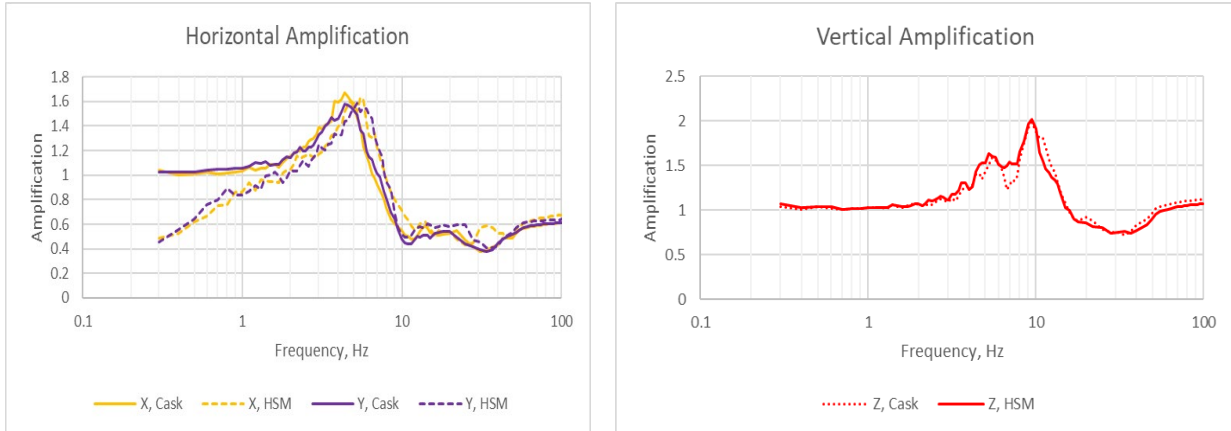 Horizontal Amplification
Amplification
1.8
1.6
1.4
1.2
1
0.8
0.6
0.4
0.2
0
0.1
1
10
100
Frequency, Hz
X, Cask
X, HSM
Y, Cask
Y, HSM
Vertical Amplification
Amplification
2.5
2
1.5
1
0.5
0
0.1
1
10
100
Frequency, Hz
Z, Cask
Z, HSM